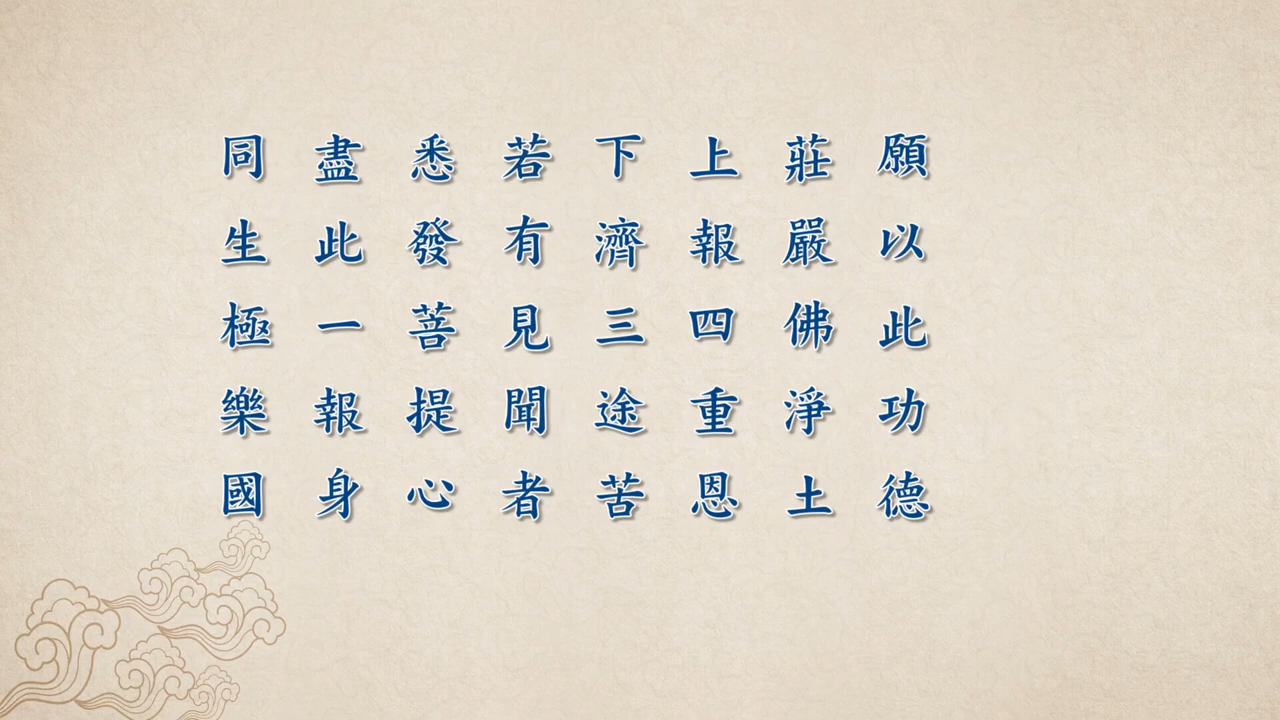 願以此功德
莊嚴佛淨土
上報四重恩
下濟三途苦
若有見聞者
悉發菩提心
盡此一報身
同生極樂國